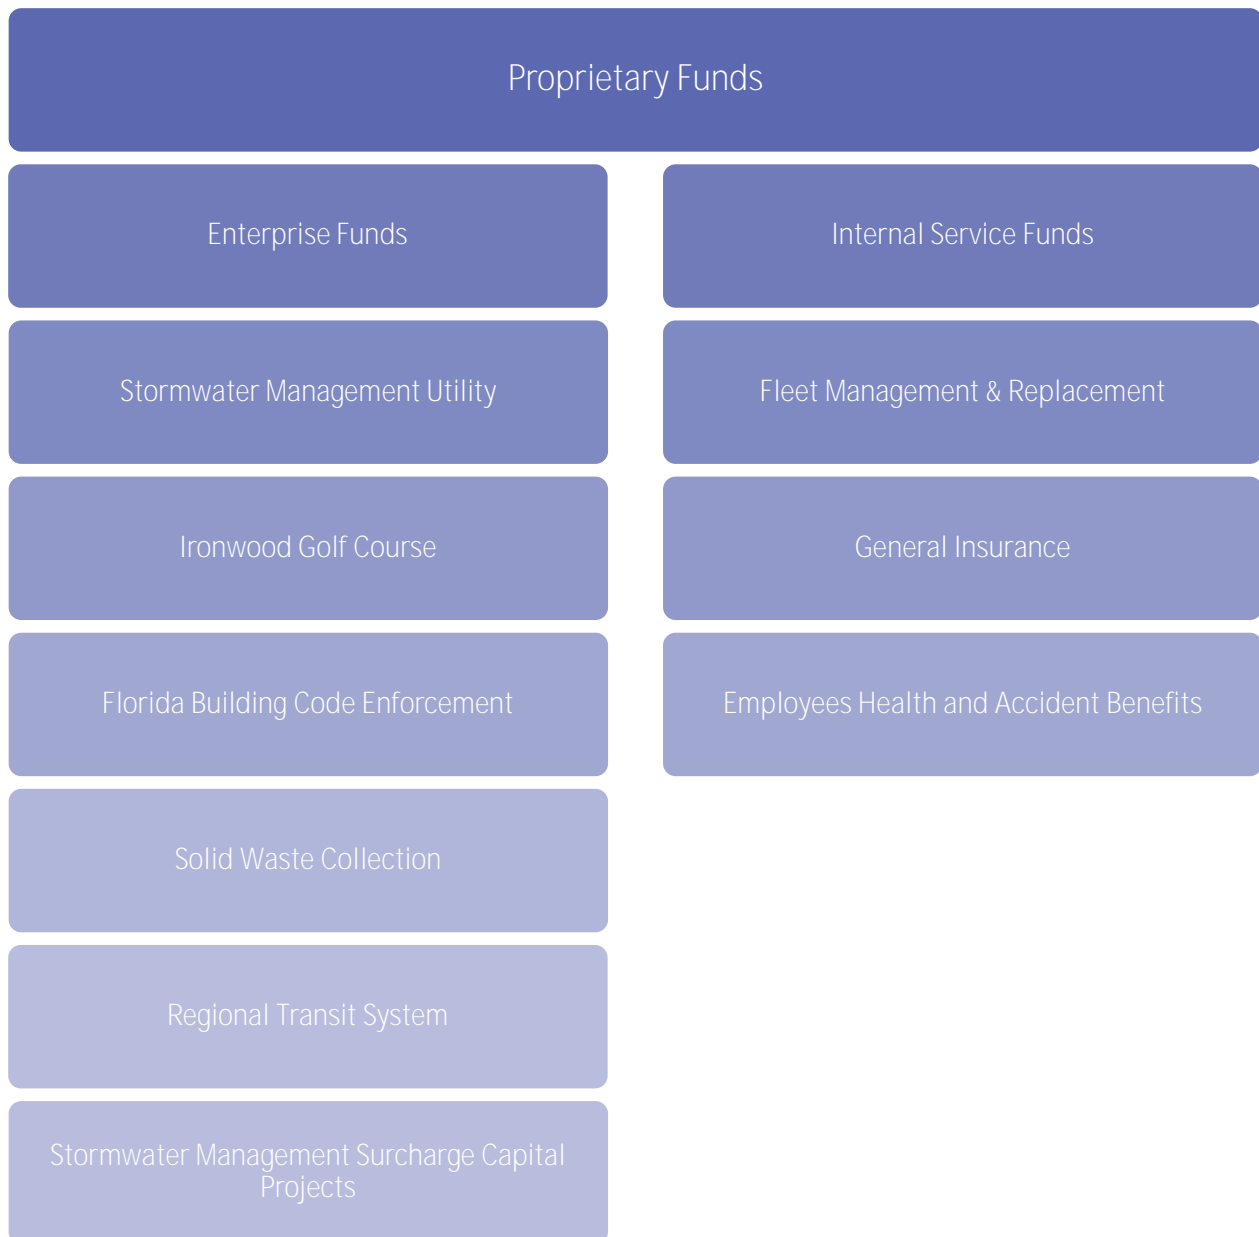 Proprietary Funds
Enterprise Funds
Internal Service Funds
Stormwater Management Utility
Fleet Management & Replacement
Ironwood Golf Course
General Insurance
Florida Building Code Enforcement
Employees Health and Accident Benefits
Solid Waste Collection
Regional Transit System
Stormwater Management Surcharge Capital
Projects